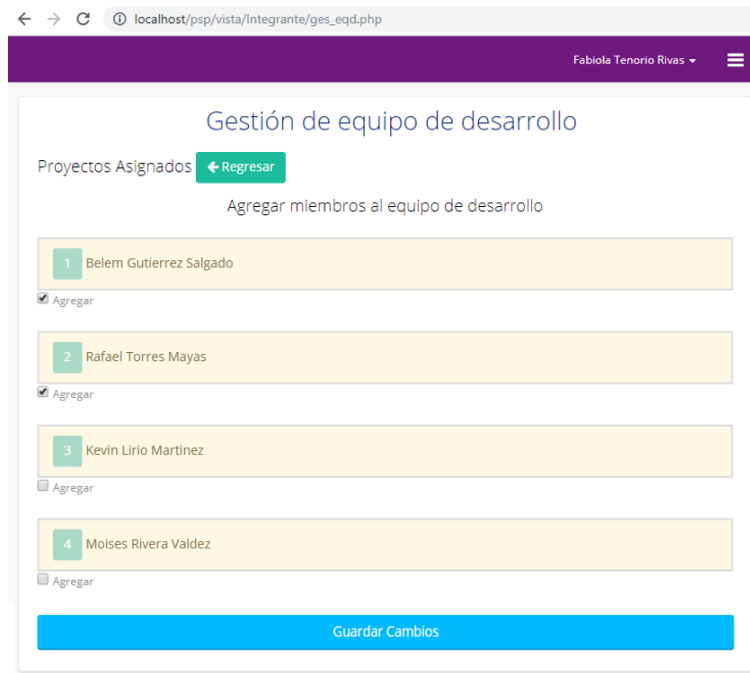 localhost/psp/vista/Integrante/ges_eqd.php
Fabiola Tenorio Rivas
Gestión de equipo de desarrollo
Proyectos Asignados Regresar
Agregar miembros al equipo de desarrollo
1 Belem Gutierrez Salgado
Agregar
2 Rafael Torres Mayas
Agregar
3 Kevin Lirio Martinez
Agregar
4 Moises Rivera Valdez
Agregar
Guardar Cambios